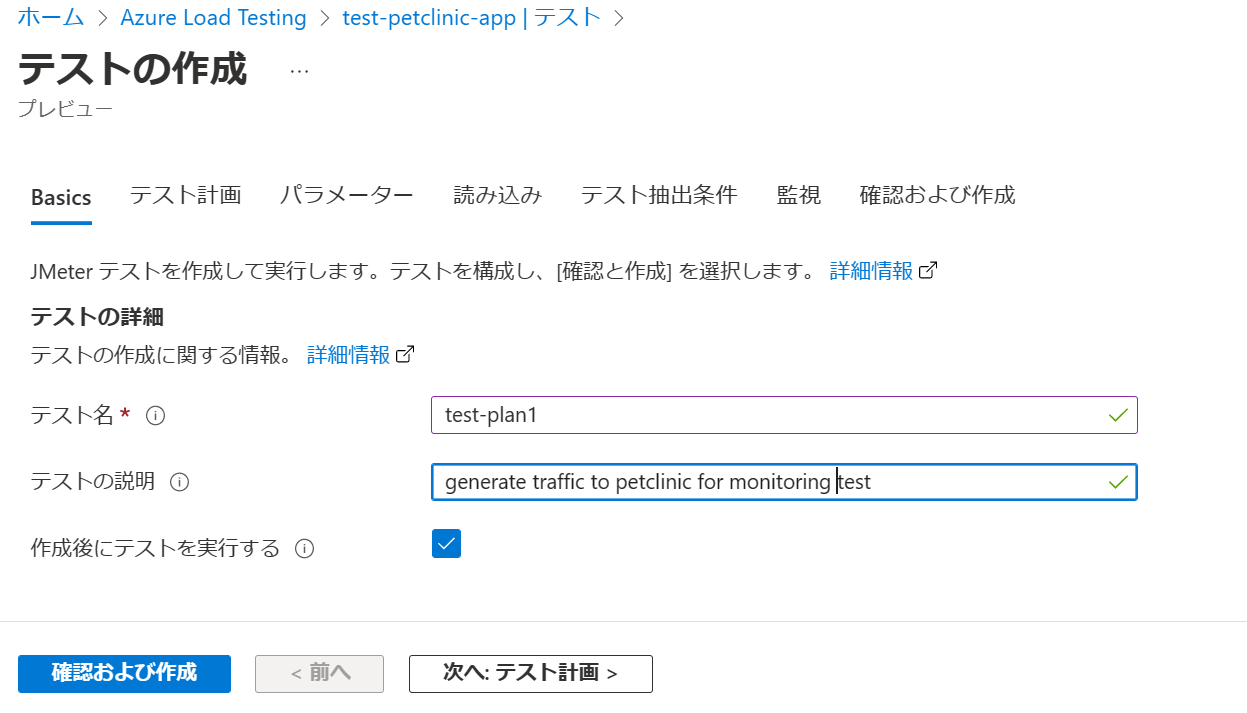 ホーム > Azure Load Testing > test-petclinic-app | テスト >
テストの作成 …
プレビュー
Basics テスト計画 パラメーター 読み込み テスト抽出条件 監視 確認および作成
JMeter テストを作成して実行します。テストを構成し、[確認と作成] を選択します。 詳細情報
テストの詳細
テストの作成に関する情報。 詳細情報
テスト名 * test-plan1
テストの説明 generate traffic to petclinic for monitoring test
作成後にテストを実行する
確認および作成 < 前へ 次へ: テスト計画 >